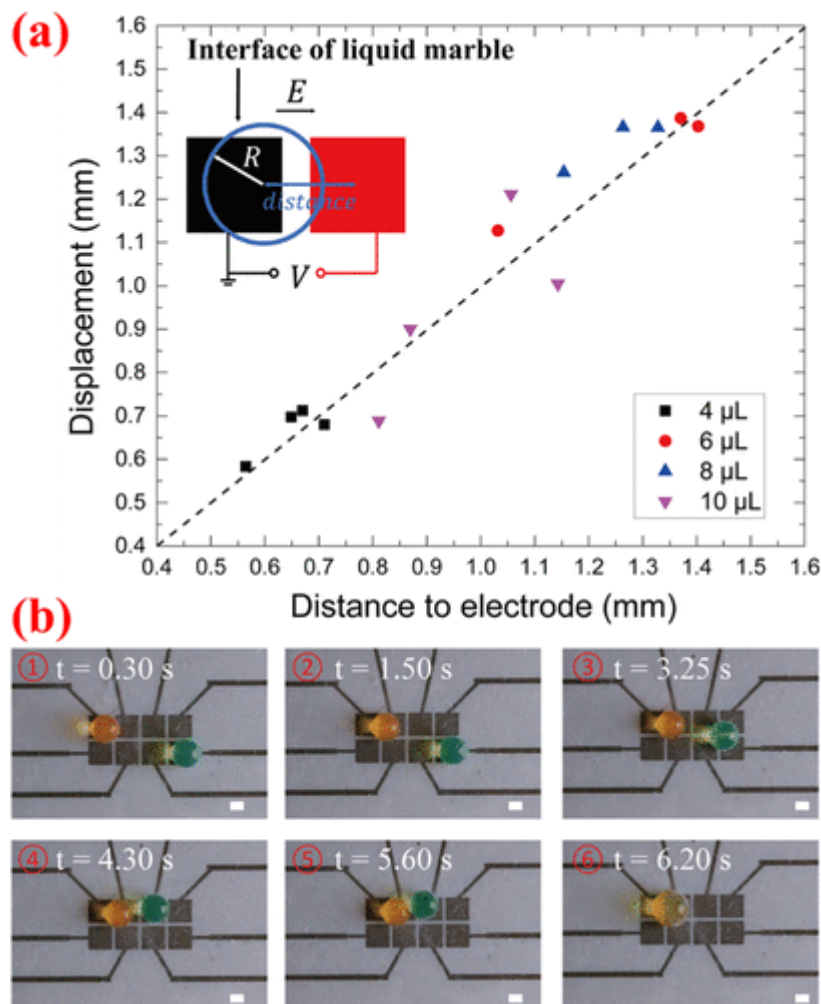 (a)
Interface of liquid marble
E
R
distance
V
Displacement (mm)
1.6
1.5
1.4
1.3
1.2
1.1
1.0
0.9
0.8
0.7
0.6
0.5
0.4
4 µL
6 µL
8 µL
10 µL
0.4 0.5 0.6 0.7 0.8 0.9 1.0 1.1 1.2 1.3 1.4 1.5 1.6
Distance to electrode (mm)
(b)
① t = 0.30 s
② t = 1.50 s
③ t = 3.25 s
④ t = 4.30 s
⑤ t = 5.60 s
⑥ t = 6.20 s